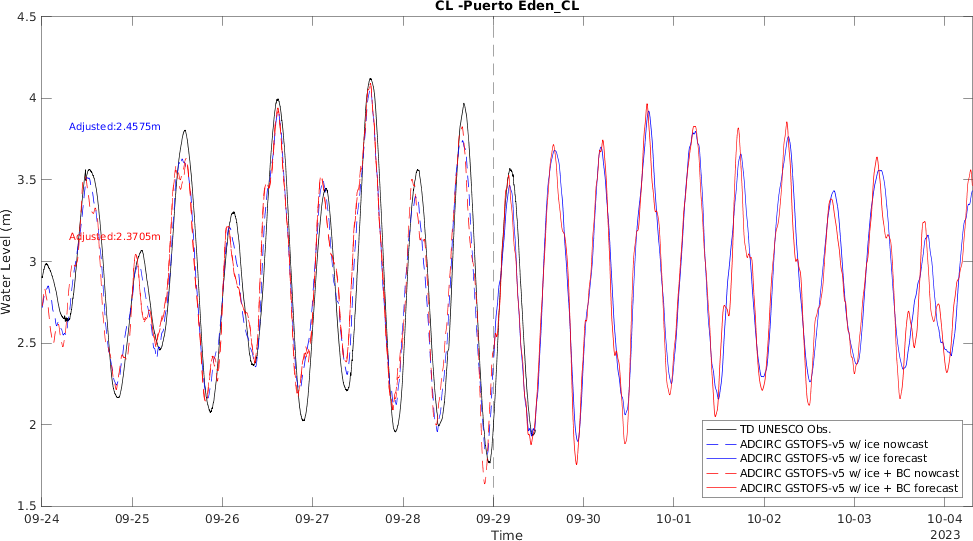 CL -Puerto Eden_CL
4.5
4
3.5
3
2.5
2
1.5
Water Level (m)
Adjusted:2.4575m
Adjusted:2.3705m
TD UNESCO Obs.
ADCIRC GSTOFS-v5 w/ ice nowcast
ADCIRC GSTOFS-v5 w/ ice forecast
ADCIRC GSTOFS-v5 w/ ice + BC nowcast
ADCIRC GSTOFS-v5 w/ ice + BC forecast
09-24 09-25 09-26 09-27 09-28 09-29 09-30 10-01 10-02 10-03 10-04
2023
Time